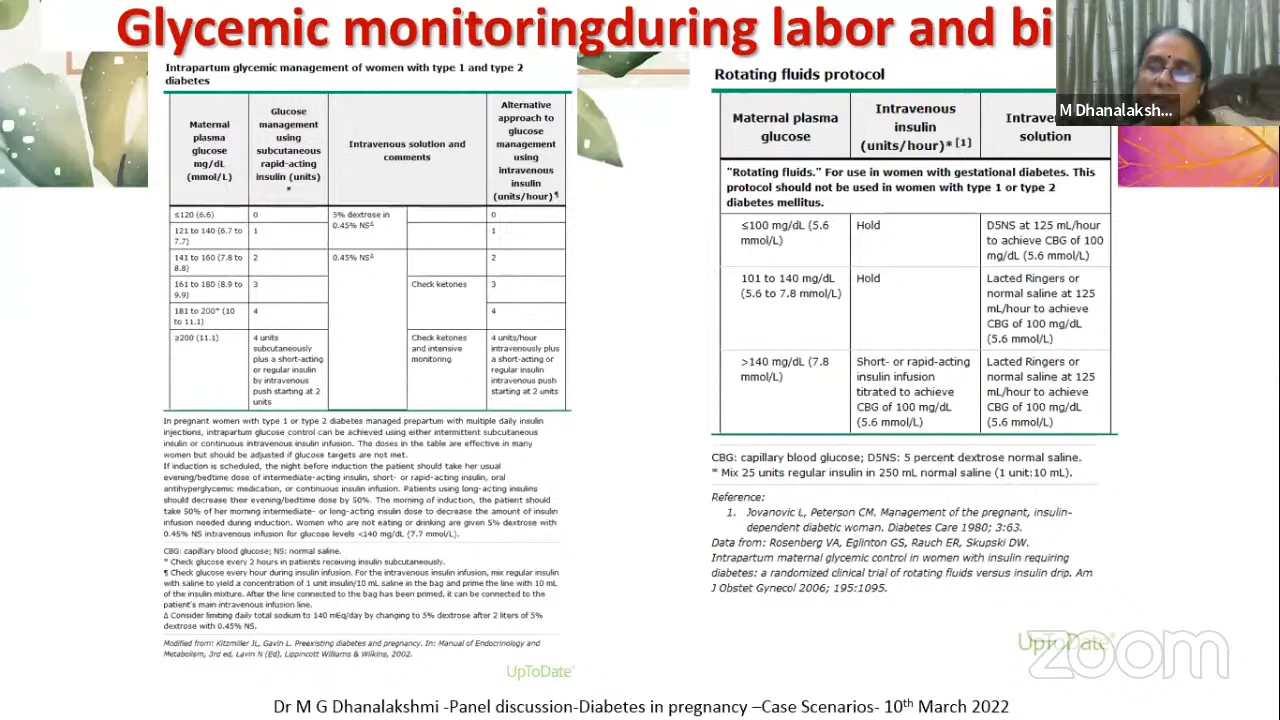 Glycemic monitoringduring labor and bi
M Dhanalaksh...
Intrapartum glycemic management of women with type 1 and type 2
diabetes
Maternal
plasma
glucose
mg/dL
(mmol/L)
Glucose
management
using
subcutaneous
rapid-acting
insulin (units)
*
Intravenous solution and
comments
Alternative
approach to
glucose
management
using
intravenous
insulin
(units/hour)¶
≤120 (6.6)
0
5% dextrose in
0.45% NSΔ
0
121 to 140 (6.7 to
7.7)
1
1
141 to 160 (7.8 to
8.8)
2
0.45% NSΔ
2
161 to 180 (8.9 to
9.9)
3
Check ketones
3
181 to 200* (10
to 11.1)
4
4
≥200 (11.1)
4 units
subcutaneously
plus a short-acting
or regular insulin
by intravenous
push starting at 2
units
Check ketones
and intensive
monitoring
4 units/hour
intravenously plus
a short-acting or
regular insulin
intravenous push
starting at 2 units
In pregnant women with type 1 or type 2 diabetes managed prepartum with multiple daily insulin
injections, intrapartum glucose control can be achieved using either intermittent subcutaneous
insulin or continuous intravenous insulin infusion. The doses in the table are effective in many
women but should be adjusted if glucose targets are not met.
If induction is scheduled, the night before induction the patient should take her usual
evening/bedtime dose of intermediate-acting insulin, short- or rapid-acting insulin, oral
antihyperglycemic medication, or continuous insulin infusion. Patients using long-acting insulins
should decrease their evening/bedtime dose by 50%. The morning of induction, the patient should
take 50% of her morning intermediate- or long-acting insulin dose to decrease the amount of insulin
infusion needed during induction. Women who are not eating or drinking are given 5% dextrose with
0.45% NS intravenous infusion for glucose levels <140 mg/dL (7.7 mmol/L).
CBG: capillary blood glucose; NS: normal saline.
* Check glucose every 2 hours in patients receiving insulin subcutaneously.
¶ Check glucose every hour during insulin infusion. For the intravenous insulin infusion, mix regular insulin
with saline to yield a concentration of 1 unit insulin/10 mL saline in the bag and prime the line with 10 mL
of the insulin mixture. After the line connected to the bag has been primed, it can be connected to the
patient's main intravenous infusion line.
Δ Consider limiting daily total sodium to 140 mEq/day by changing to 5% dextrose after 2 liters of 5%
dextrose with 0.45% NS.
Modified from: Kitzmiller JL, Gavin L. Preexisting diabetes and pregnancy. In: Manual of Endocrinology and
Metabolism, 3rd ed, Lavin N (Ed), Lippincott Williams & Wilkins, 2002.
UpToDate®
Rotating fluids protocol
Maternal plasma
glucose
Intravenous
insulin
(units/hour)*[1]
Intrave
solution
"Rotating fluids." For use in women with gestational diabetes. This
protocol should not be used in women with type 1 or type 2
diabetes mellitus.
≤100 mg/dL (5.6
mmol/L)
Hold
D5NS at 125 mL/hour
to achieve CBG of 100
mg/dL (5.6 mmol/L)
101 to 140 mg/dL
(5.6 to 7.8 mmol/L)
Hold
Lacted Ringers or
normal saline at 125
mL/hour to achieve
CBG of 100 mg/dL
(5.6 mmol/L)
>140 mg/dL (7.8
mmol/L)
Short- or rapid-acting
insulin infusion
titrated to achieve
CBG of 100 mg/dL
(5.6 mmol/L)
Lacted Ringers or
normal saline at 125
mL/hour to achieve
CBG of 100 mg/dL
(5.6 mmol/L)
CBG: capillary blood glucose; D5NS: 5 percent dextrose normal saline.
* Mix 25 units regular insulin in 250 mL normal saline (1 unit:10 mL).
Reference:
1. Jovanovic L, Peterson CM. Management of the pregnant, insulin-
dependent diabetic woman. Diabetes Care 1980; 3:63.
Data from: Rosenberg VA, Eglinton GS, Rauch ER, Skupski DW.
Intrapartum maternal glycemic control in women with insulin requiring
diabetes: a randomized clinical trial of rotating fluids versus insulin drip. Am
J Obstet Gynecol 2006; 195:1095.
UpToDate®
zoom
Dr M G Dhanalakshmi -Panel discussion-Diabetes in pregnancy –Case Scenarios- 10th March 2022